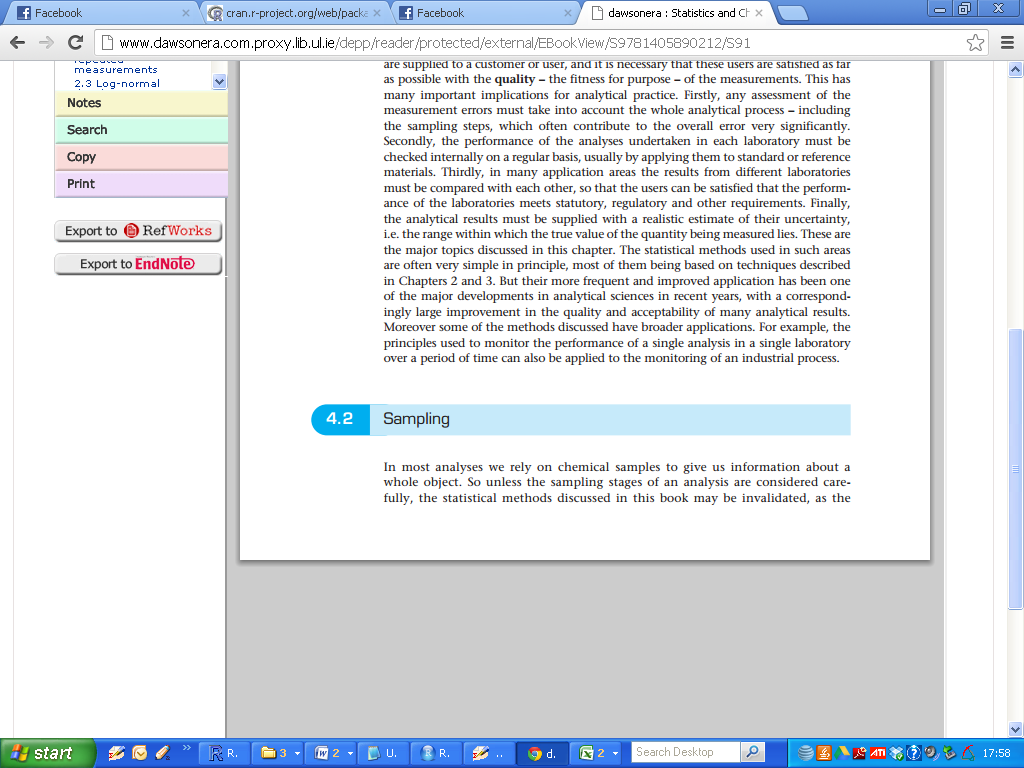 Facebook
cran.r-project.org/web/packa
Facebook
dawsonera : Statistics and Ch
www.dawsonera.com.proxy.lib.ul.ie/depp/reader/protected/external/EBookView/S9781405890212/S91
repeated
measurements
2.3 Log-normal
Notes
Search
Copy
Print
Export to RefWorks
Export to EndNote
are supplied to a customer or user, and it is necessary that these users are satisfied as far
as possible with the quality – the fitness for purpose – of the measurements. This has
many important implications for analytical practice. Firstly, any assessment of the
measurement errors must take into account the whole analytical process – including
the sampling steps, which often contribute to the overall error very significantly.
Secondly, the performance of the analyses undertaken in each laboratory must be
checked internally on a regular basis, usually by applying them to standard or reference
materials. Thirdly, in many application areas the results from different laboratories
must be compared with each other, so that the users can be satisfied that the perform-
ance of the laboratories meets statutory, regulatory and other requirements. Finally,
the analytical results must be supplied with a realistic estimate of their uncertainty,
i.e. the range within which the true value of the quantity being measured lies. These are
the major topics discussed in this chapter. The statistical methods used in such areas
are often very simple in principle, most of them being based on techniques described
in Chapters 2 and 3. But their more frequent and improved application has been one
of the major developments in analytical sciences in recent years, with a correspond-
ingly large improvement in the quality and acceptability of many analytical results.
Moreover some of the methods discussed have broader applications. For example, the
principles used to monitor the performance of a single analysis in a single laboratory
over a period of time can also be applied to the monitoring of an industrial process.
4.2 Sampling
In most analyses we rely on chemical samples to give us information about a
whole object. So unless the sampling stages of an analysis are considered care-
fully, the statistical methods discussed in this book may be invalidated, as the
start
R.
3
2
U.
R.
..
d.
2
Search Desktop
17:58